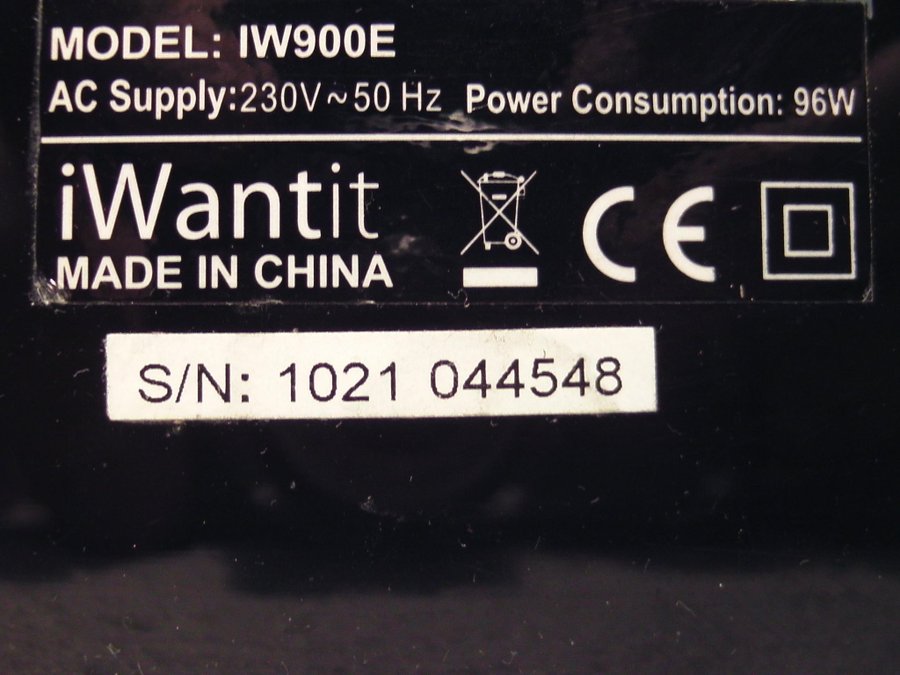 MODEL: IW900E
AC Supply:230V~50 Hz Power Consumption: 96W
iWantit
MADE IN CHINA
CE
S/N: 1021 044548